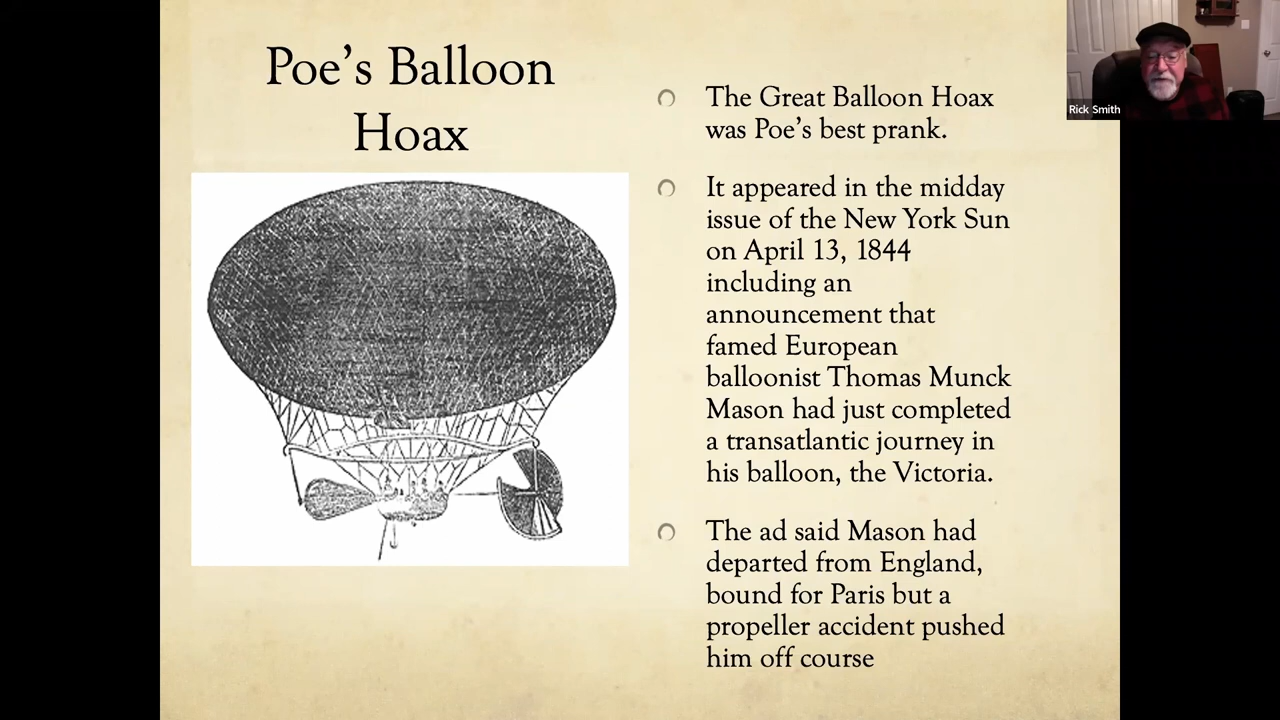 Poe's Balloon
Hoax
The Great Balloon Hoax
was Poe's best prank.
It appeared in the midday
issue of the New York Sun
on April 13, 1844
including an
announcement that
famed European
balloonist Thomas Munck
Mason had just completed
a transatlantic journey in
his balloon, the Victoria.
The ad said Mason had
departed from England,
bound for Paris but a
propeller accident pushed
him off course
Rick Smith